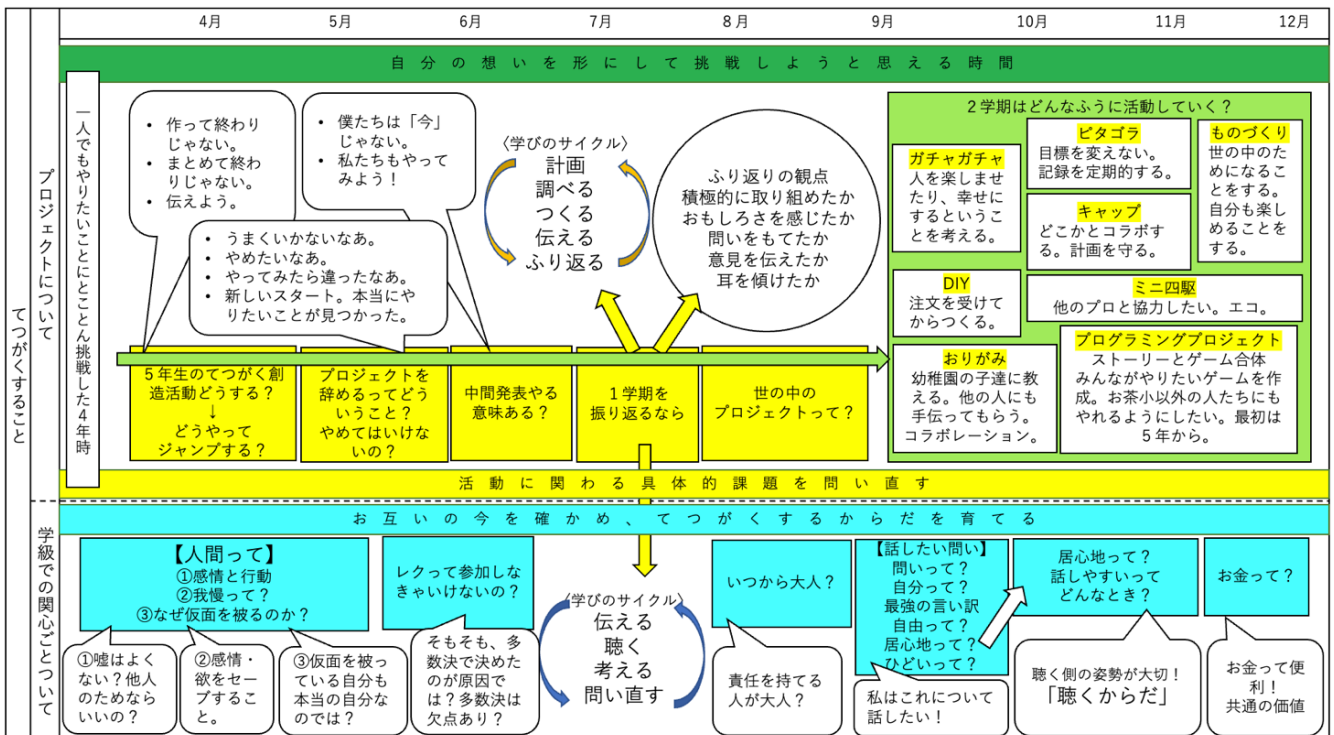 4月 5月 6月 7月 8月 9月 10月 11月 12月
てつがくすること
プロジェクトについて
自分の想いを形にして挑戦しようと思える時間
一人でもやりたいことにとことん挑戦した4年時
• 作って終わり
じゃない。
• まとめて終わ
りじゃない。
• 伝えよう。
• 僕たちは「今」
じゃない。
• 私たちもやって
みよう！
• うまくいかないなあ。
• やめたいなあ。
• やってみたら違ったなあ。
• 新しいスタート。本当にや
りたいことが見つかった。
〈学びのサイクル〉
計画
調べる
つくる
伝える
ふり返る
ふり返りの観点
積極的に取り組めたか
おもしろさを感じたか
問いをもてたか
意見を伝えたか
耳を傾けたか
2学期はどんなふうに活動していく？
ガチャガチャ
人を楽しませ
たり、幸せに
するというこ
とを考える。
ピタゴラ
目標を変えない。
記録を定期的する。
ものづくり
世の中のた
めになるこ
とをする。
自分も楽し
めることを
する。
キャップ
どこかとコラボす
る。計画を守る。
DIY
注文を受けて
からつくる。
ミニ四駆
他のプロと協力したい。エコ。
おりがみ
幼稚園の子達に教
える。他の人にも
手伝ってもらう。
コラボレーション。
プログラミングプロジェクト
ストーリーとゲーム合体
みんながやりたいゲームを作
成。お茶小以外の人たちにも
やれるようにしたい。最初は
5年から。
5年生のてつがく創
造活動どうする？
↓
どうやって
ジャンプする？
プロジェクトを
辞めるってどう
いうこと？
やめてはいけな
いの？
中間発表やる
意味ある？
1学期を
振り返るなら
世の中の
プロジェクトって？
活動に関わる具体的課題を問い直す
学級での関心ごとついて
お互いの今を確かめ、てつがくするからだを育てる
【人間って】
①感情と行動
②我慢って？
③なぜ仮面を被るのか？
①嘘はよく
ない？他人
のためなら
いいの？
②感情・
欲をセー
ブするこ
と。
③仮面を被っ
ている自分も
本当の自分な
のでは？
レクって参加しな
きゃいけないの？
そもそも、多
数決で決めた
のが原因で
は？多数決は
欠点あり？
〈学びのサイクル〉
伝える
聴く
考える
問い直す
いつから大人？
責任を持てる
人が大人？
【話したい問い】
問いって？
自分って？
最強の言い訳
自由って？
居心地って？
ひどいって？
私はこれについて
話したい！
居心地って？
話しやすいって
どんなとき？
聴く側の姿勢が大切！
「聴くからだ」
お金って？
お金って便
利！
共通の価値